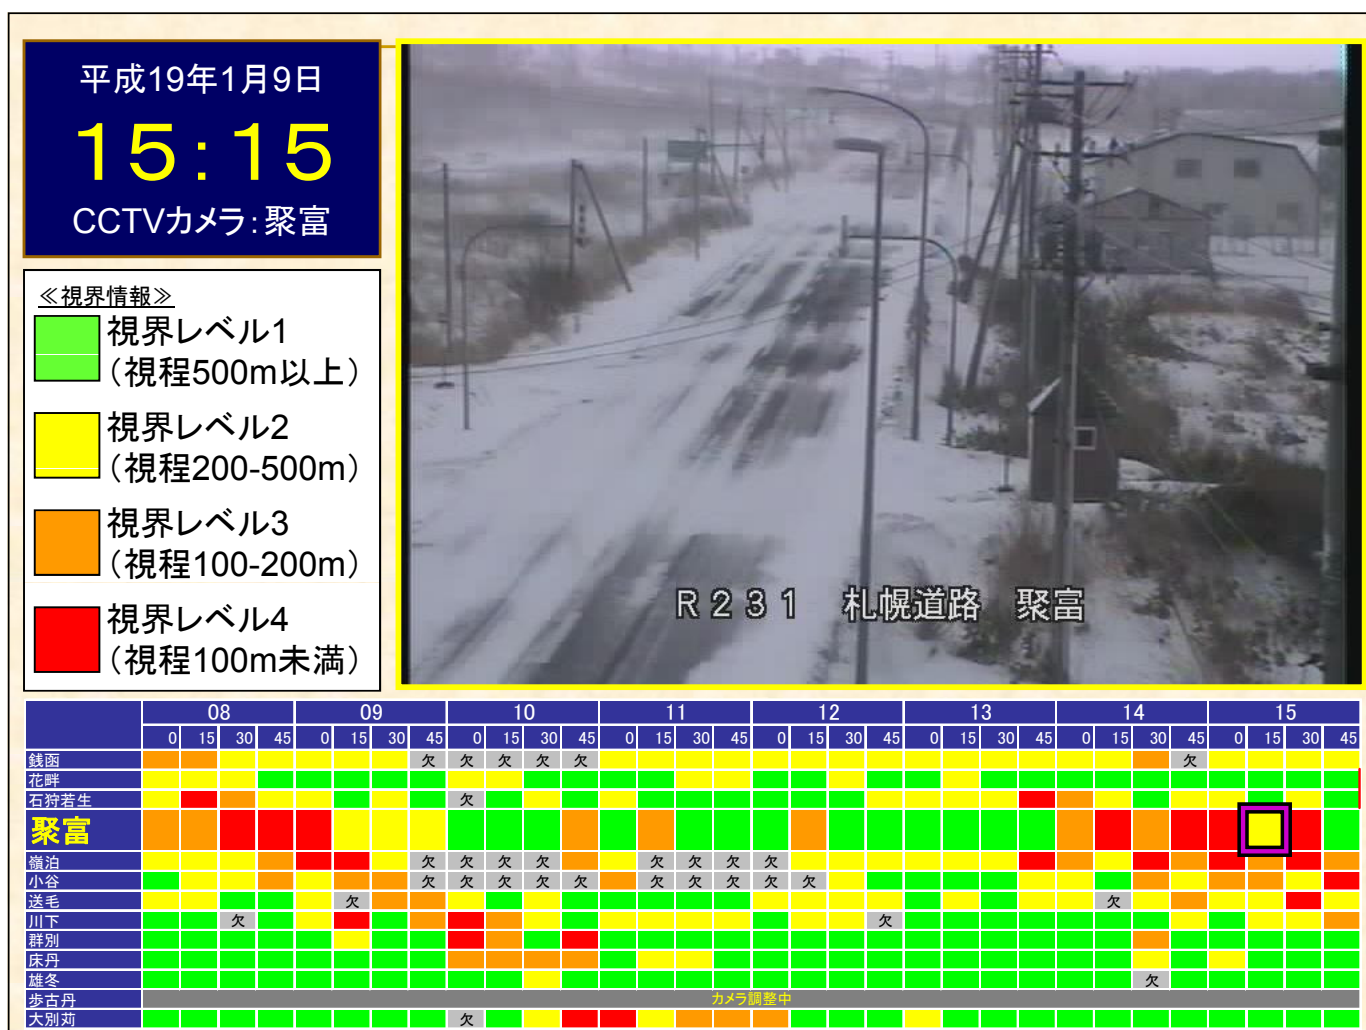 平成19年1月9日
15:15
CCTVカメラ:聚富
≪視界情報≫
視界レベル1
(視程500m以上)
視界レベル2
(視程200-500m)
視界レベル3
(視程100-200m)
視界レベル4
(視程100m未満)
R231 札幌道路 聚富
08 09 10 11 12 13 14 15
0 15 30 45 0 15 30 45 0 15 30 45 0 15 30 45 0 15 30 45 0 15 30 45 0 15 30 45 0 15 30 45
銭函 欠 欠 欠 欠 欠 欠
花畔
石狩若生 欠
聚富
嶺泊 欠 欠 欠 欠 欠 欠 欠 欠
小谷 欠 欠 欠 欠 欠 欠 欠 欠 欠 欠
送毛 欠 欠
川下 欠 欠
群別
床丹
雄冬 欠
歩古丹 カメラ調整中
大別苅 欠